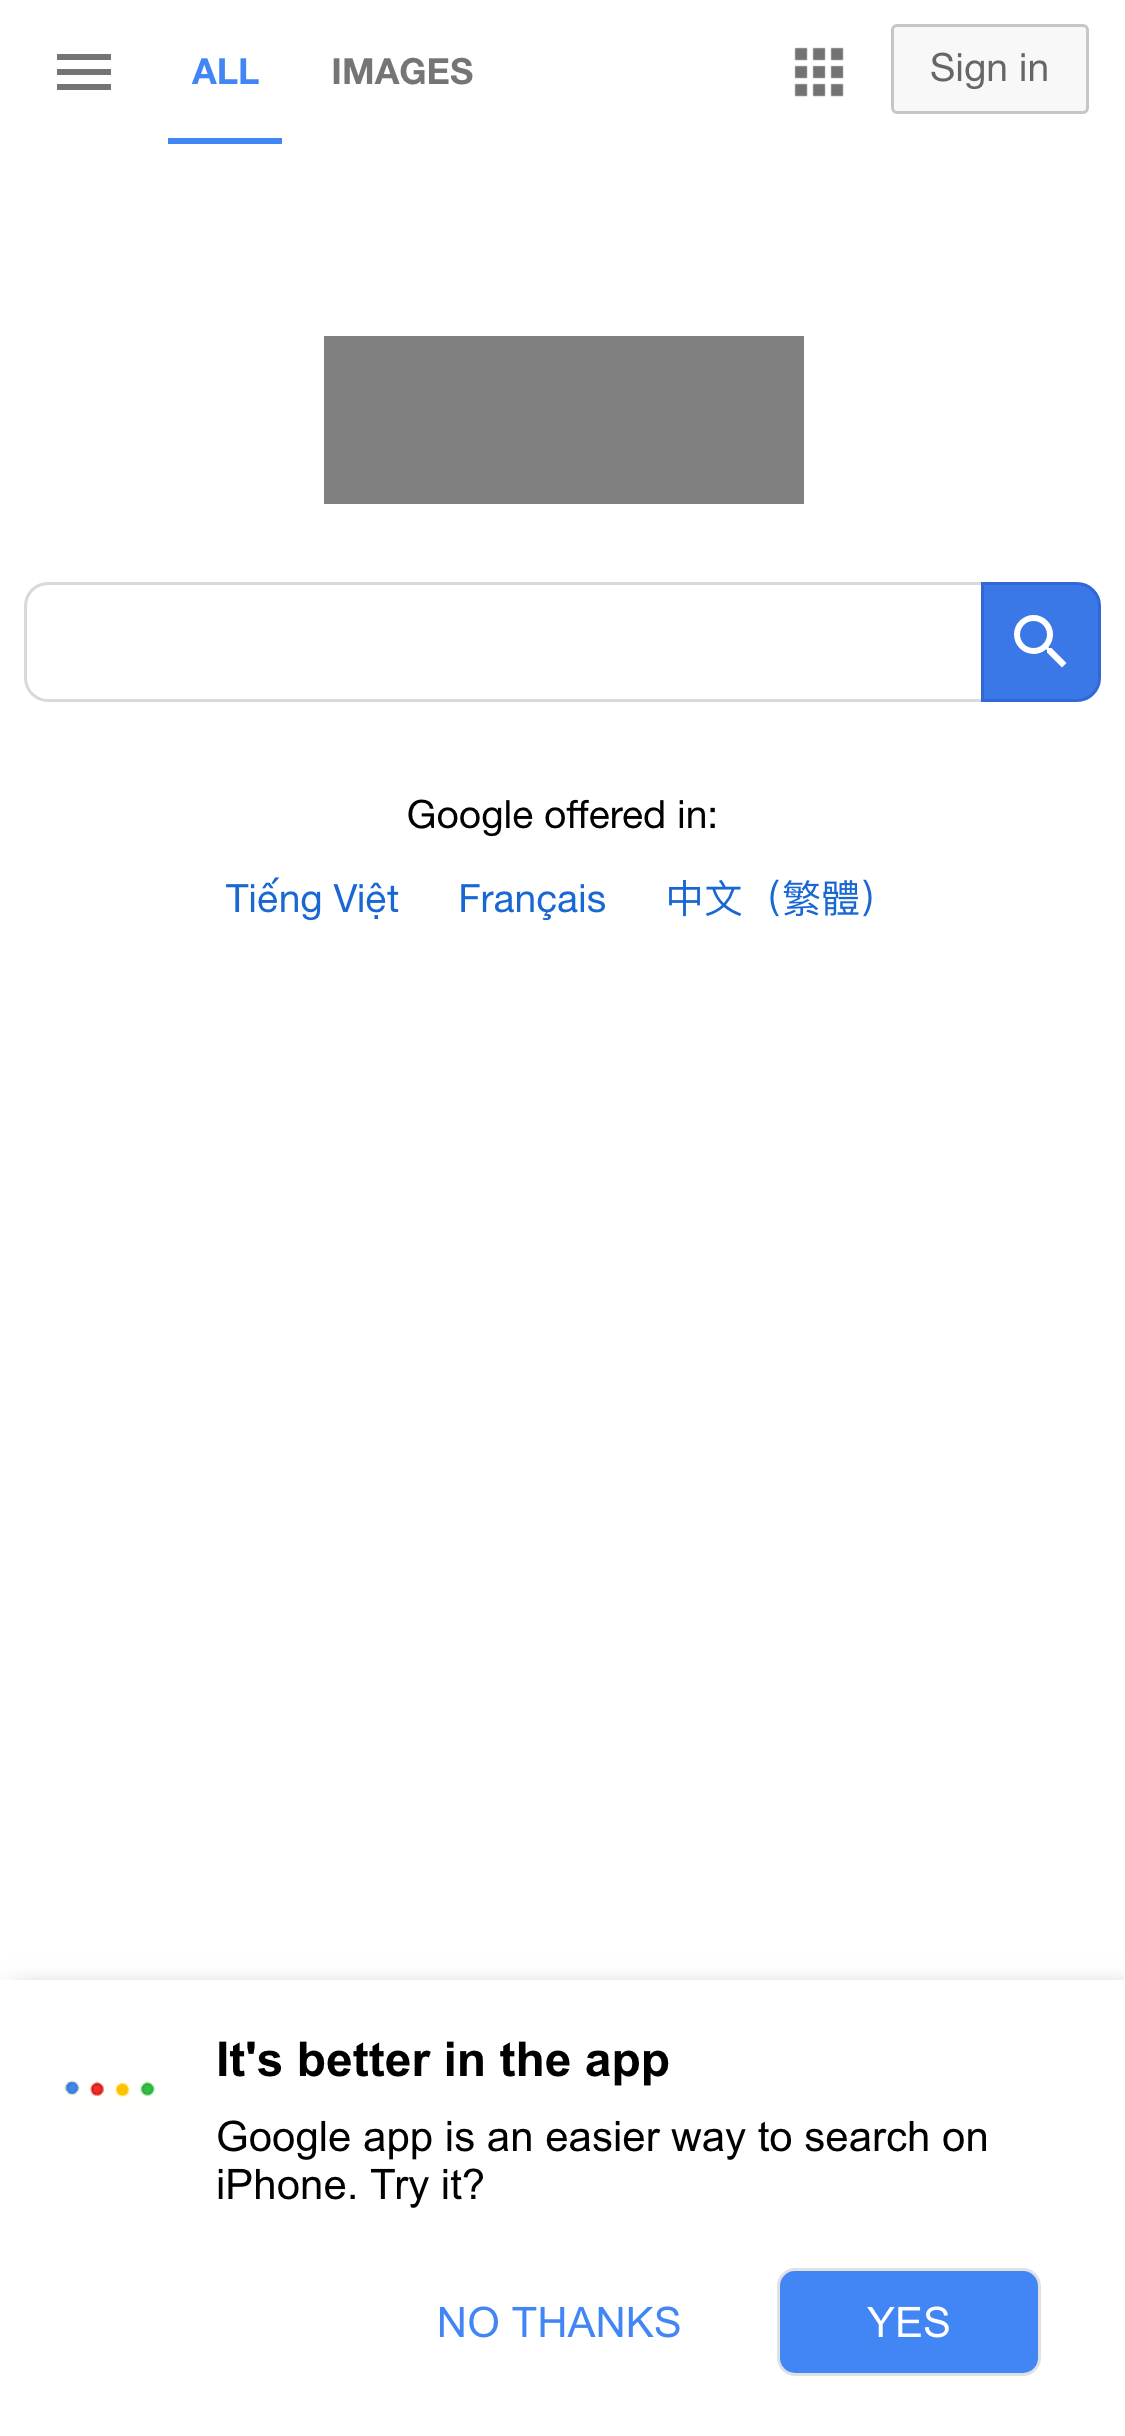 ALL IMAGES Sign in
Google offered in:
Tiếng Việt Français 中文（繁體）
It's better in the app
Google app is an easier way to search on
iPhone. Try it?
NO THANKS YES